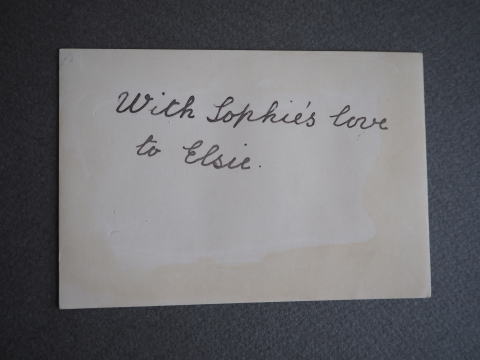 With Sophie's love
to Elsie.